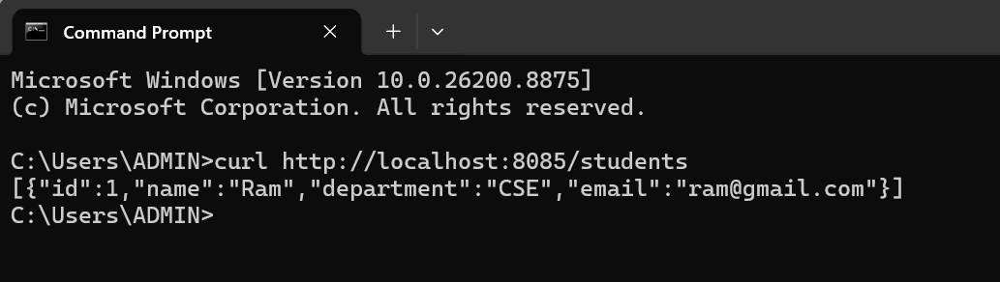 Command Prompt
Microsoft Windows [Version 10.0.26200.8875]
(c) Microsoft Corporation. All rights reserved.
C:\Users\ADMIN>curl http://localhost:8085/students
[{"id":1,"name":"Ram","department":"CSE","email":"ram@gmail.com"}]
C:\Users\ADMIN>